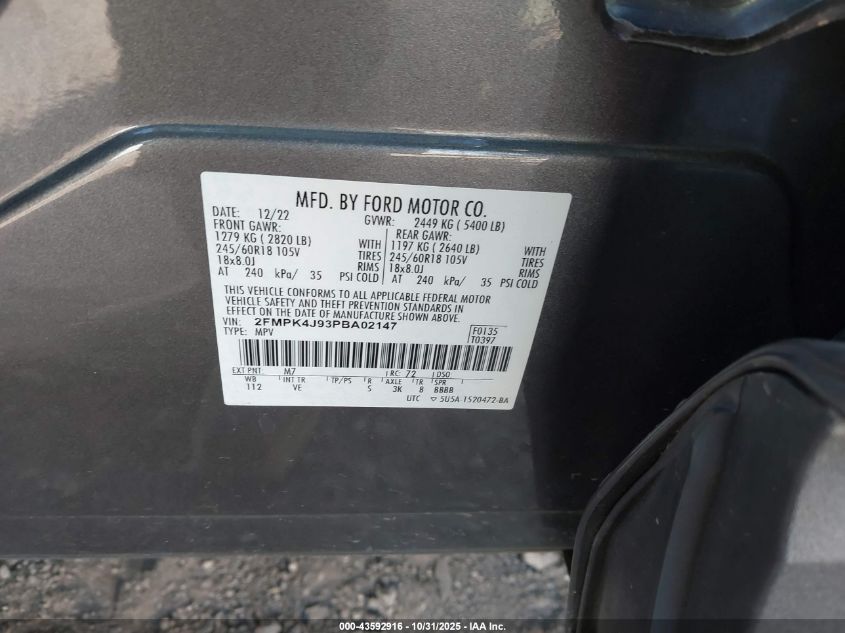 MFD. BY FORD MOTOR CO.
DATE: 12/22 GVWR: 2449 KG ( 5400 LB)
FRONT GAWR: REAR GAWR:
1279 KG ( 2820 LB) WITH 1197 KG ( 2640 LB) WITH
245/60R18 105V TIRES 245/60R18 105V TIRES
18x8.0J RIMS 18x8.0J RIMS
AT 240 kPa/ 35 PSI COLD AT 240 kPa/ 35 PSI COLD
THIS VEHICLE CONFORMS TO ALL APPLICABLE FEDERAL MOTOR
VEHICLE SAFETY AND THEFT PREVENTION STANDARDS IN EFFECT
ON THE DATE OF MANUFACTURE SHOWN ABOVE.
VIN: 2FMPK4J93PBA02147 F0135
TYPE: MPV T0397
EXT PNT: M7 RC: 72 DSO:
WB INT TR TP/PS R AXLE TR SPR
112 VE S 3K 8 BBBB
UTC ▽ 5U5A-1520472-BA
000-43592916 - 10/31/2025 - IAA Inc.